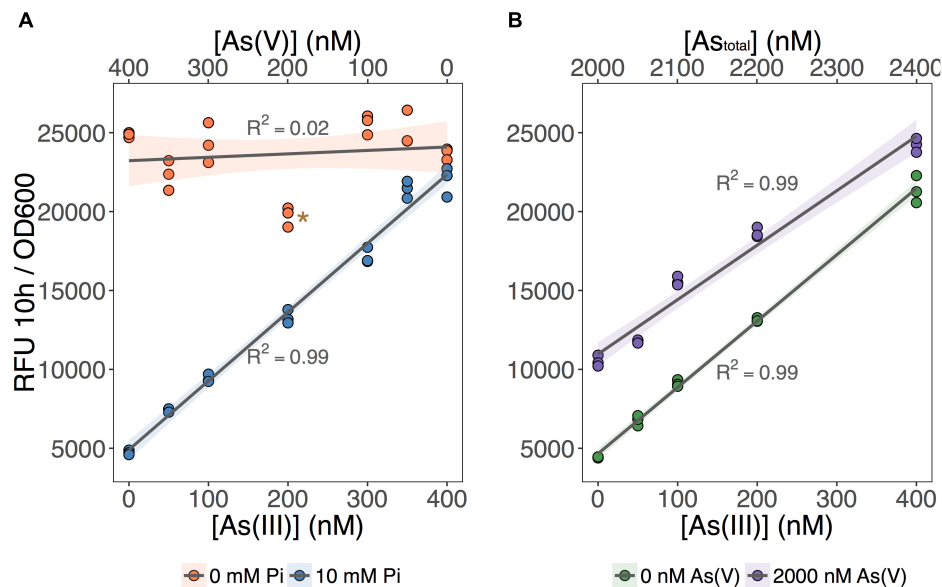 A
[As(V)] (nM)
400 300 200 100 0
25000
20000
15000
10000
5000
R² = 0.02
*
R² = 0.99
0 100 200 300 400
[As(III)] (nM)
RFU 10h / OD600
0 mM Pi 10 mM Pi
B
[Astotal] (nM)
2000 2100 2200 2300 2400
25000
20000
15000
10000
5000
R² = 0.99
R² = 0.99
0 100 200 300 400
[As(III)] (nM)
0 nM As(V) 2000 nM As(V)